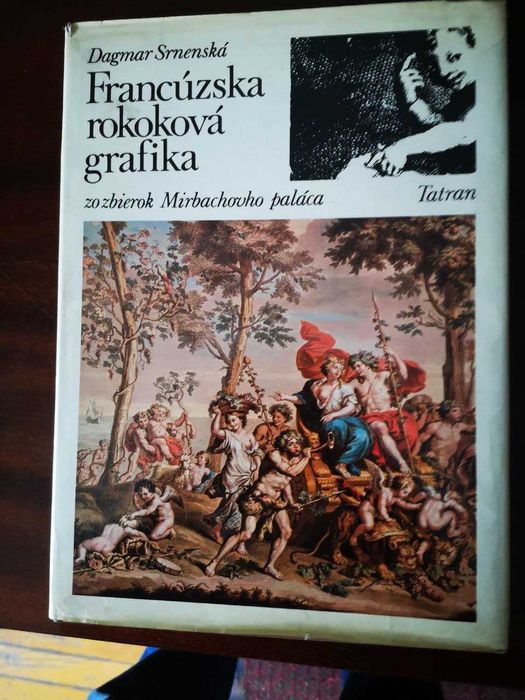 Dagmar Srnenská
Francúzska
rokoková
grafika
zo zbierok Mirbachovho paláca
Tatran